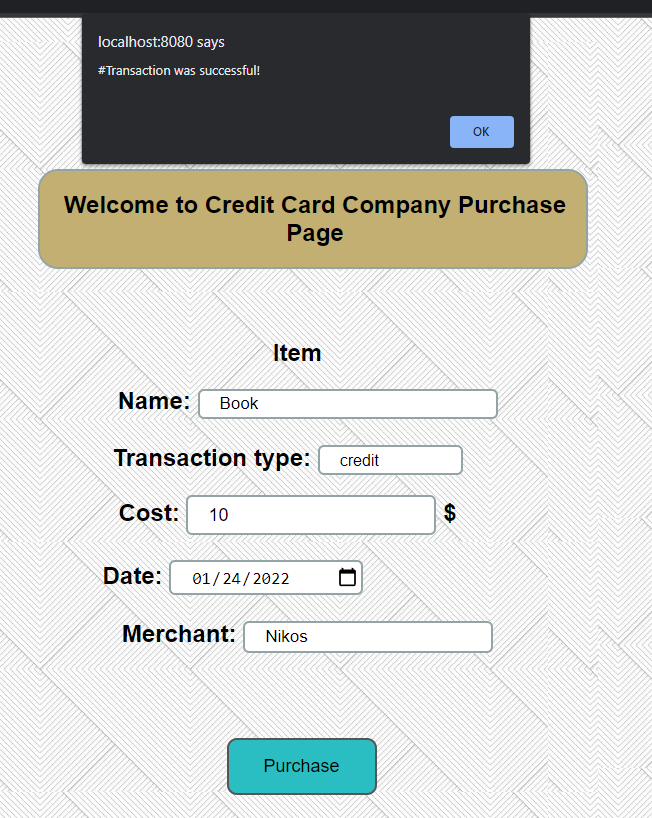 localhost:8080 says
#Transaction was successful!
OK
Welcome to Credit Card Company Purchase
Page
Item
Name: Book
Transaction type: credit
Cost: 10 $
Date: 01/24/2022
Merchant: Nikos
Purchase